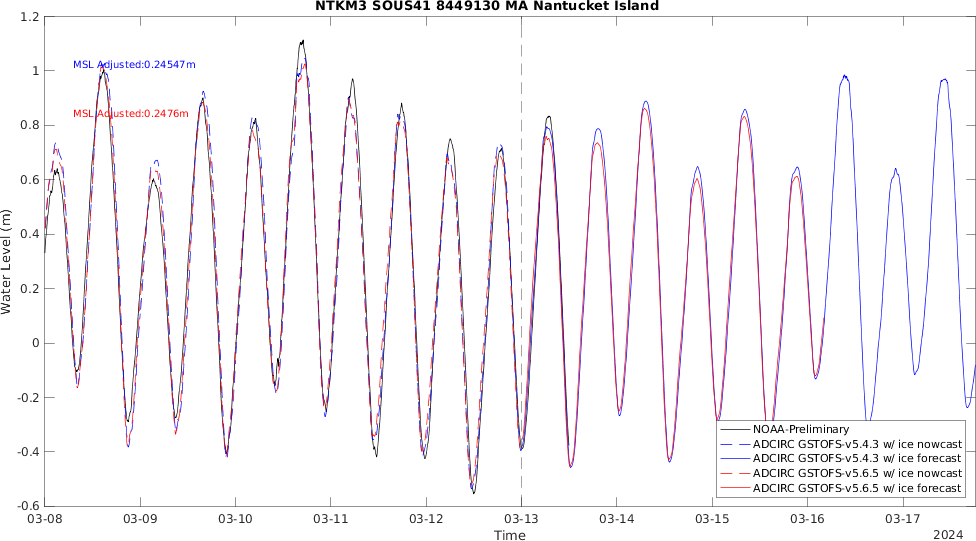 NTKM3 SOUS41 8449130 MA Nantucket Island
1.2
1
0.8
0.6
0.4
0.2
0
-0.2
-0.4
-0.6
Water Level (m)
MSL Adjusted:0.24547m
MSL Adjusted:0.2476m
NOAA-Preliminary
ADCIRC GSTOFS-v5.4.3 w/ ice nowcast
ADCIRC GSTOFS-v5.4.3 w/ ice forecast
ADCIRC GSTOFS-v5.6.5 w/ ice nowcast
ADCIRC GSTOFS-v5.6.5 w/ ice forecast
03-08 03-09 03-10 03-11 03-12 03-13 03-14 03-15 03-16 03-17
Time
2024